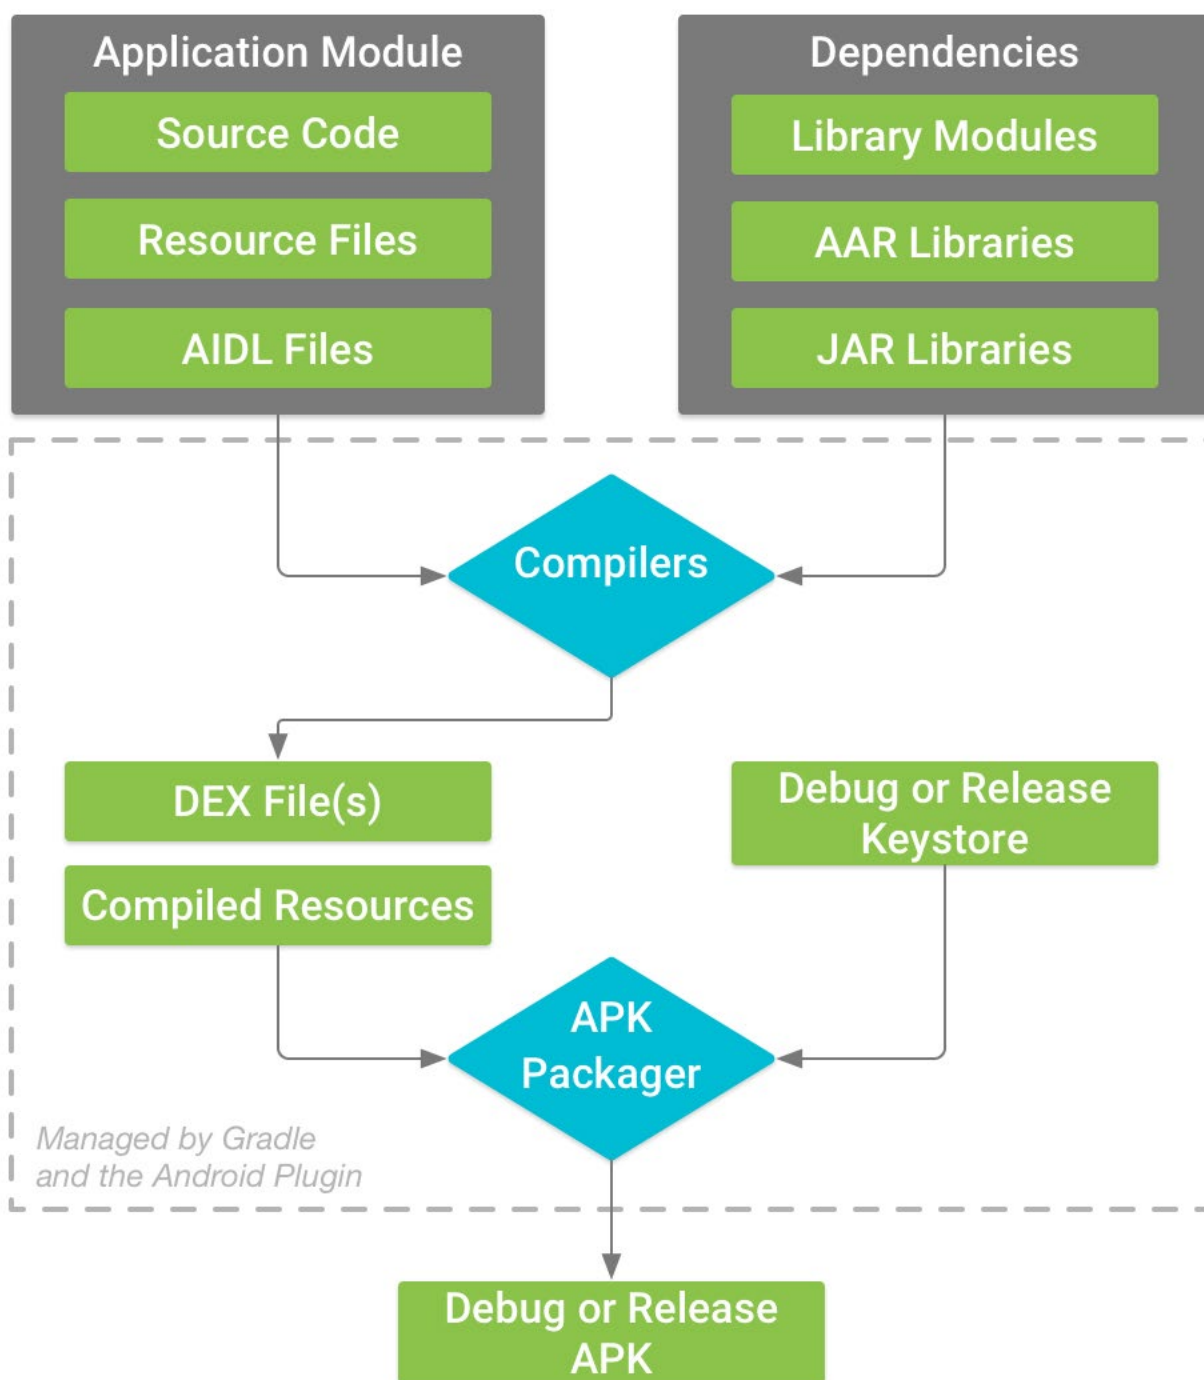 Application Module
Source Code
Resource Files
AIDL Files
Dependencies
Library Modules
AAR Libraries
JAR Libraries
Compilers
DEX File(s)
Compiled Resources
Debug or Release
Keystore
APK
Packager
Managed by Gradle
and the Android Plugin
Debug or Release
APK